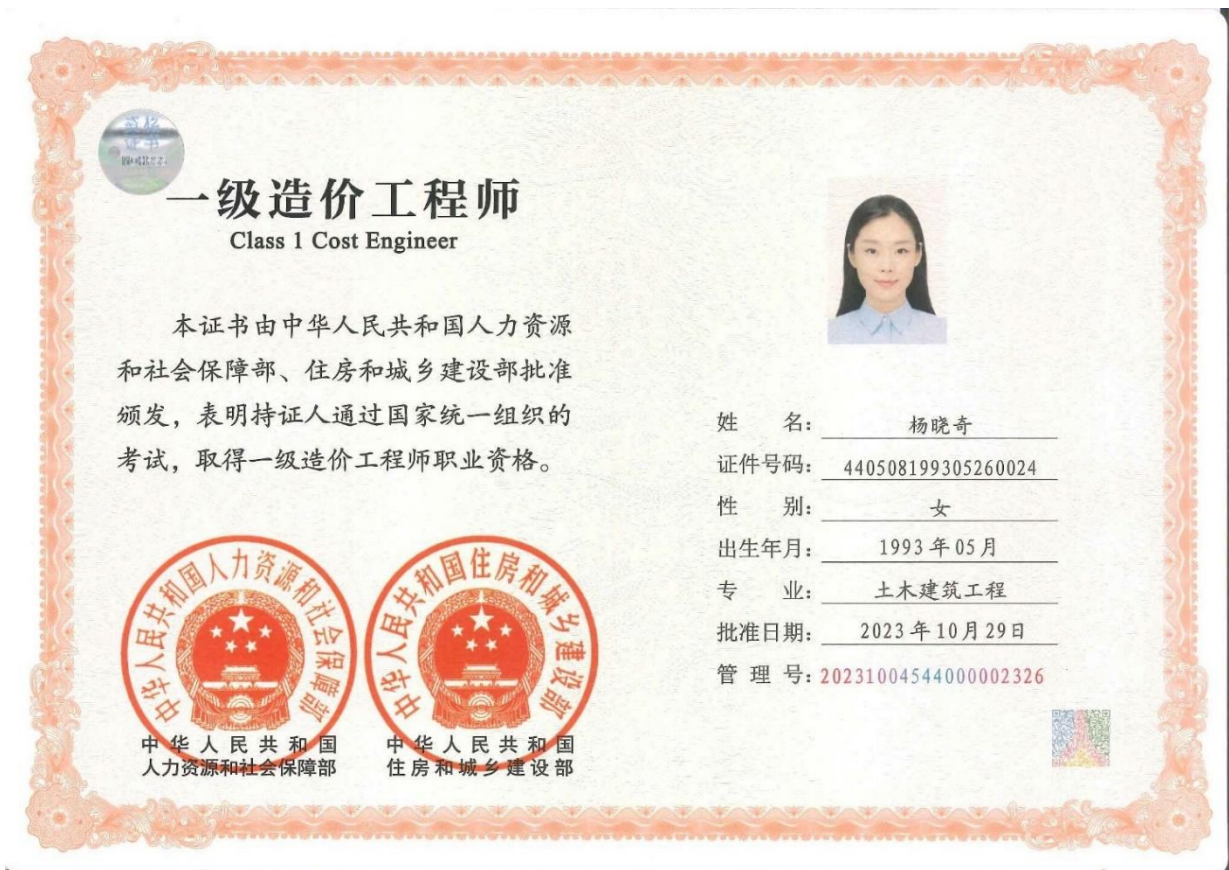 一级造价工程师
Class 1 Cost Engineer
本证书由中华人民共和国人力资源
和社会保障部、住房和城乡建设部批准
颁发，表明持证人通过国家统一组织的
考试，取得一级造价工程师职业资格。
中华人民共和国人力资源和社会保障部
中华人民共和国住房和城乡建设部
中华人民共和国
人力资源和社会保障部
中华人民共和国
住房和城乡建设部
姓 名：杨晓奇
证件号码：440508199305260024
性 别：女
出生年月：1993年05月
专 业：土木建筑工程
批准日期：2023年10月29日
管 理 号：20231004544000002326